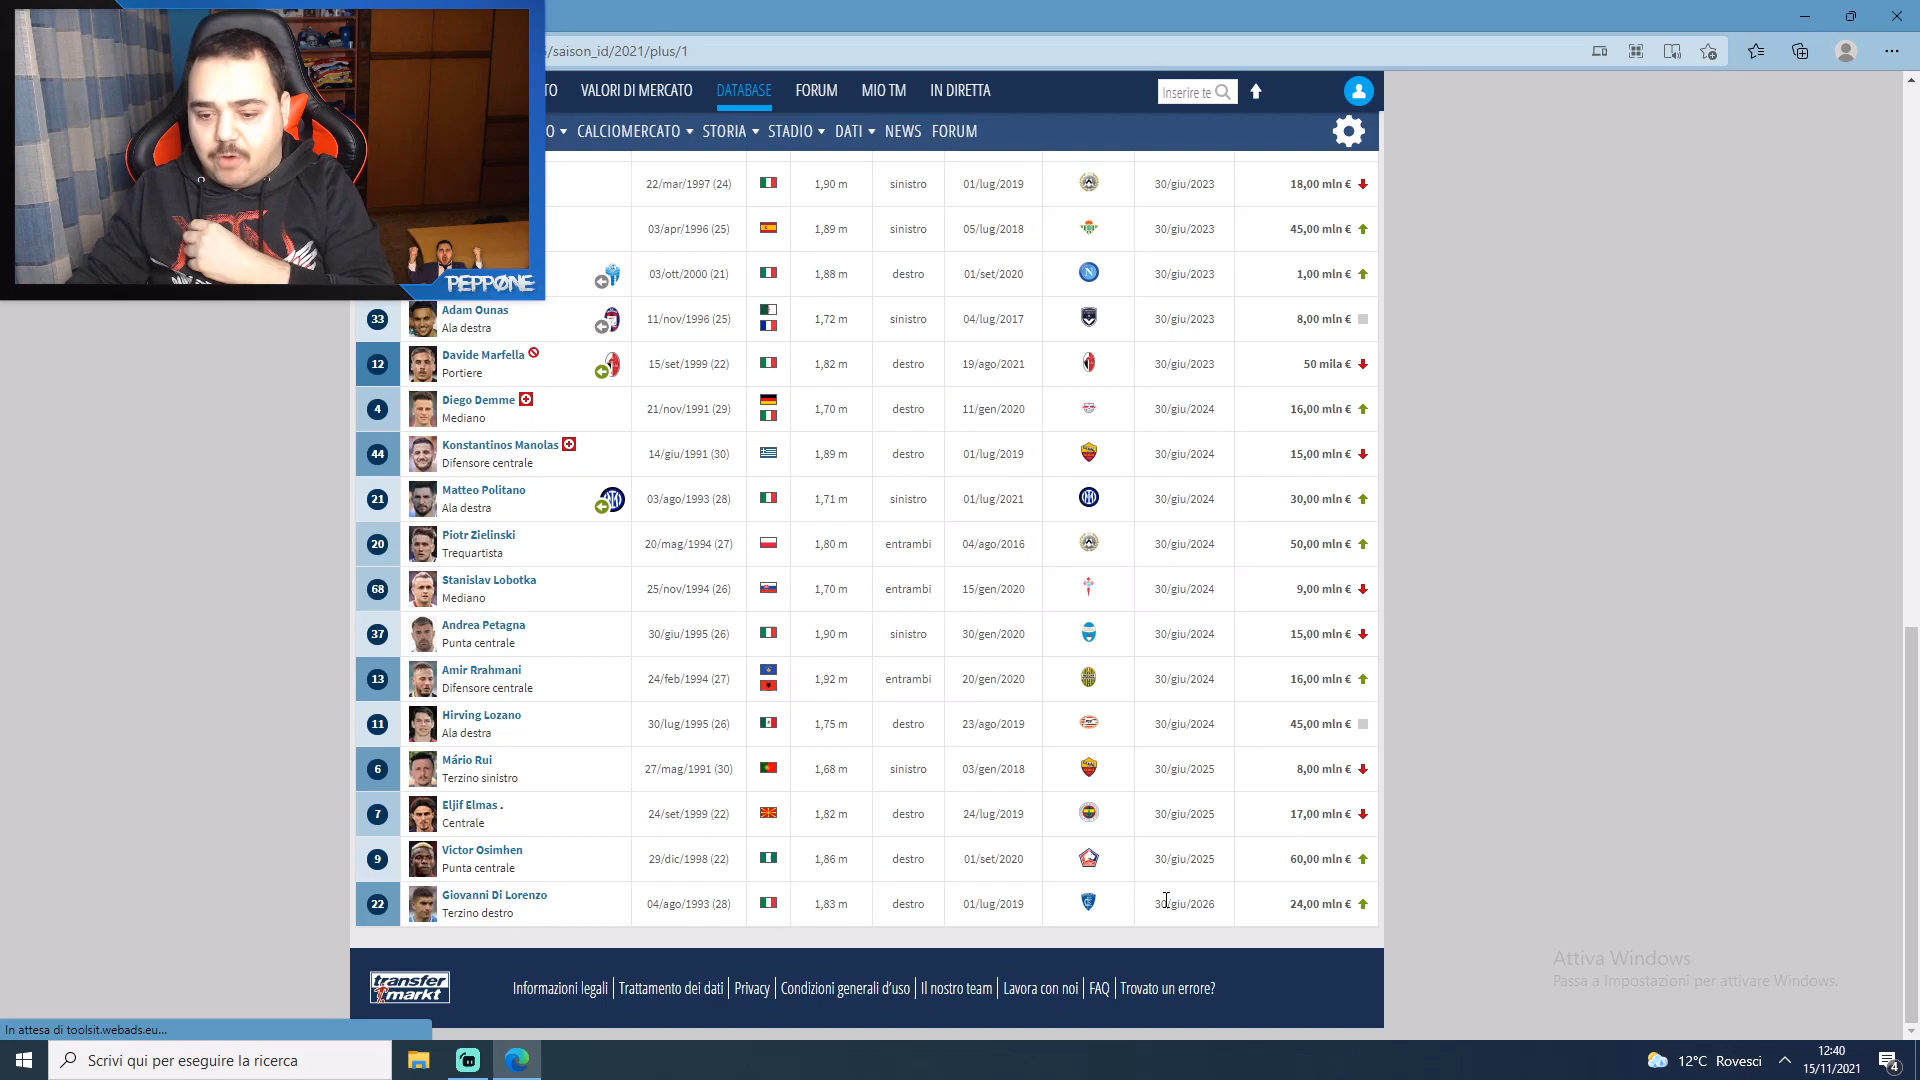 /saison_id/2021/plus/1
TO VALORI DI MERCATO DATABASE FORUM MIO TM IN DIRETTA Inserire te
O CALCIOMERCATO STORIA STADIO DATI NEWS FORUM
22/mar/1997 (24) 1,90 m sinistro 01/lug/2019 30/giu/2023 18,00 mln €
03/apr/1996 (25) 1,89 m sinistro 05/lug/2018 30/giu/2023 45,00 mln €
03/ott/2000 (21) 1,88 m destro 01/set/2020 30/giu/2023 1,00 mln €
PEPPØNE
33 Adam Ounas 11/nov/1996 (25) 1,72 m sinistro 04/lug/2017 30/giu/2023 8,00 mln €
Ala destra
12 Davide Marfella 15/set/1999 (22) 1,82 m destro 19/ago/2021 30/giu/2023 50 mila €
Portiere
4 Diego Demme 21/nov/1991 (29) 1,70 m destro 11/gen/2020 30/giu/2024 16,00 mln €
Mediano
44 Konstantinos Manolas 14/giu/1991 (30) 1,89 m destro 01/lug/2019 30/giu/2024 15,00 mln €
Difensore centrale
21 Matteo Politano 03/ago/1993 (28) 1,71 m sinistro 01/lug/2021 30/giu/2024 30,00 mln €
Ala destra
20 Piotr Zielinski 20/mag/1994 (27) 1,80 m entrambi 04/ago/2016 30/giu/2024 50,00 mln €
Trequartista
68 Stanislav Lobotka 25/nov/1994 (26) 1,70 m entrambi 15/gen/2020 30/giu/2024 9,00 mln €
Mediano
37 Andrea Petagna 30/giu/1995 (26) 1,90 m sinistro 30/gen/2020 30/giu/2024 15,00 mln €
Punta centrale
13 Amir Rrahmani 24/feb/1994 (27) 1,92 m entrambi 20/gen/2020 30/giu/2024 16,00 mln €
Difensore centrale
11 Hirving Lozano 30/lug/1995 (26) 1,75 m destro 23/ago/2019 30/giu/2024 45,00 mln €
Ala destra
6 Mário Rui 27/mag/1991 (30) 1,68 m sinistro 03/gen/2018 30/giu/2025 8,00 mln €
Terzino sinistro
7 Eljif Elmas . 24/set/1999 (22) 1,82 m destro 24/lug/2019 30/giu/2025 17,00 mln €
Centrale
9 Victor Osimhen 29/dic/1998 (22) 1,86 m destro 01/set/2020 30/giu/2025 60,00 mln €
Punta centrale
22 Giovanni Di Lorenzo 04/ago/1993 (28) 1,83 m destro 01/lug/2019 30/giu/2026 24,00 mln €
Terzino destro
Attiva Windows
Passa a Impostazioni per attivare Windows.
transfer
markt
Informazioni legali | Trattamento dei dati | Privacy | Condizioni generali d'uso | Il nostro team | Lavora con noi | FAQ | Trovato un errore?
In attesa di toolsit.webads.eu...
Scrivi qui per eseguire la ricerca 12°C Rovesci 12:40
15/11/2021 4